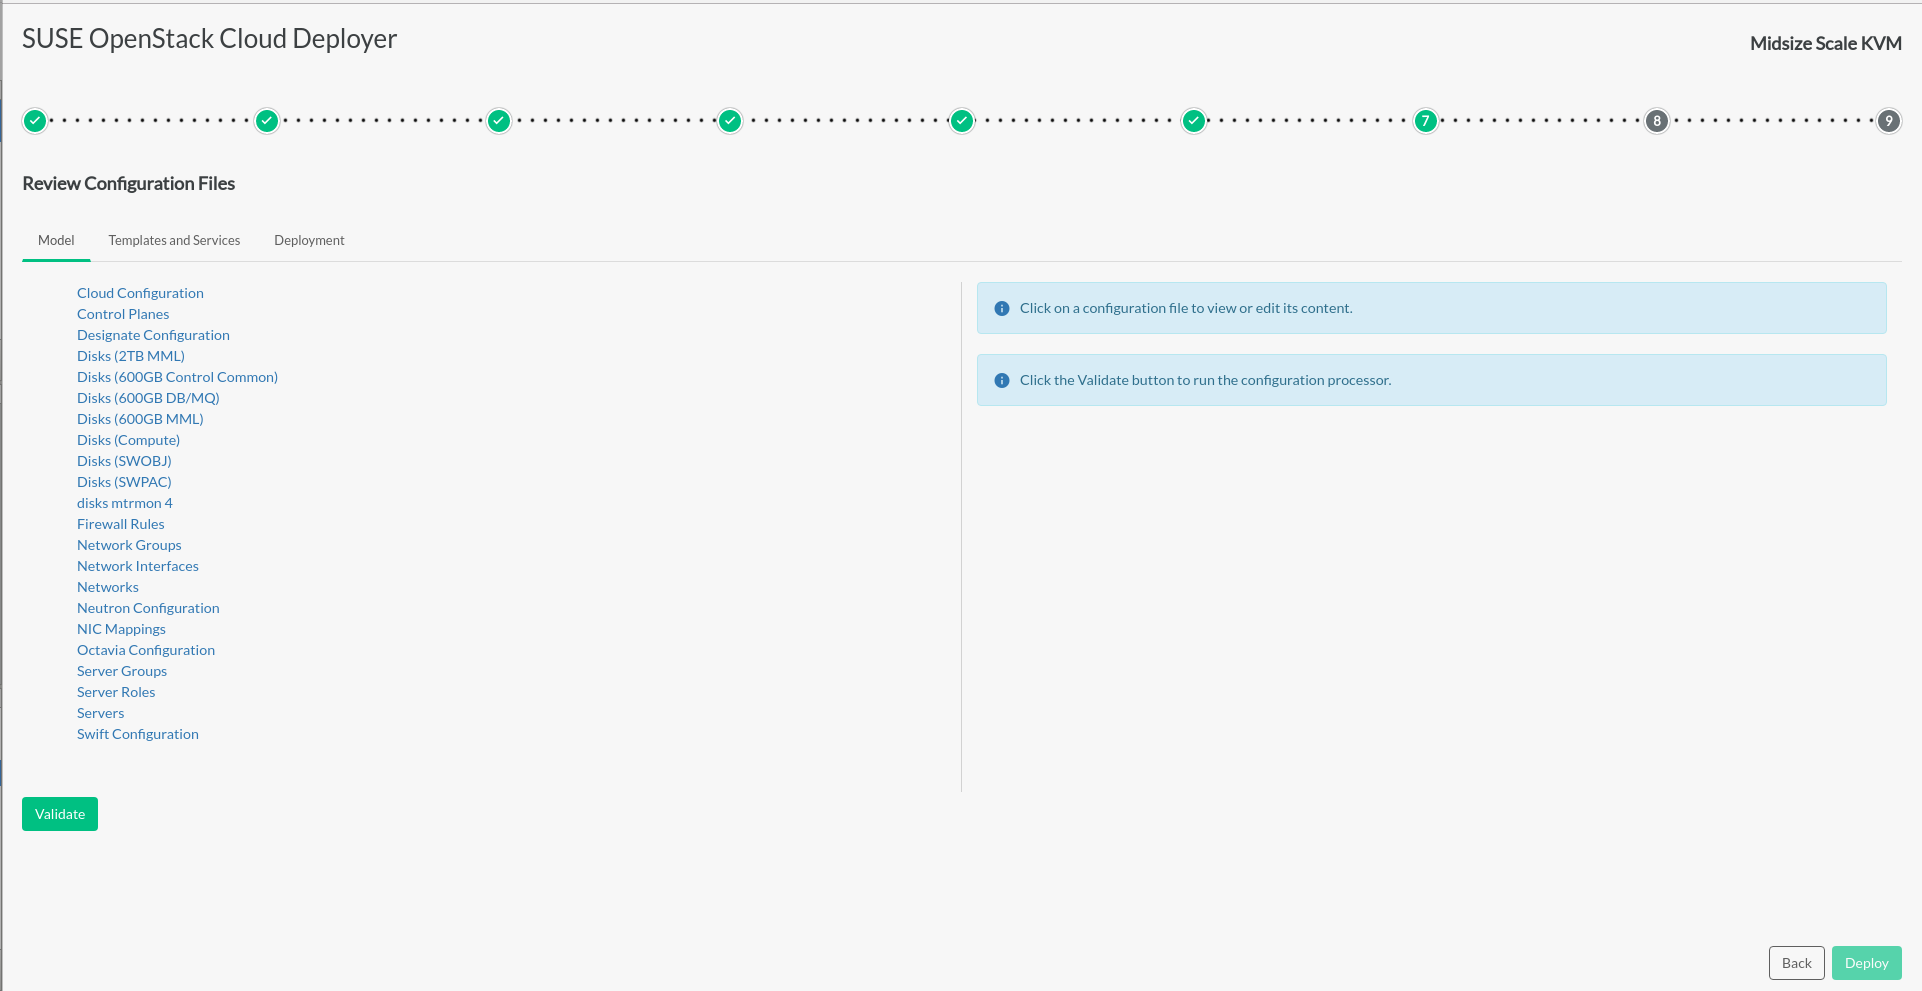 SUSE OpenStack Cloud Deployer
Midsize Scale KVM
7
8
9
Review Configuration Files
Model
Templates and Services
Deployment
Cloud Configuration
Control Planes
Designate Configuration
Disks (2TB MML)
Disks (600GB Control Common)
Disks (600GB DB/MQ)
Disks (600GB MML)
Disks (Compute)
Disks (SWOBJ)
Disks (SWPAC)
disks mtrmon 4
Firewall Rules
Network Groups
Network Interfaces
Networks
Neutron Configuration
NIC Mappings
Octavia Configuration
Server Groups
Server Roles
Servers
Swift Configuration
Click on a configuration file to view or edit its content.
Click the Validate button to run the configuration processor.
Validate
Back
Deploy